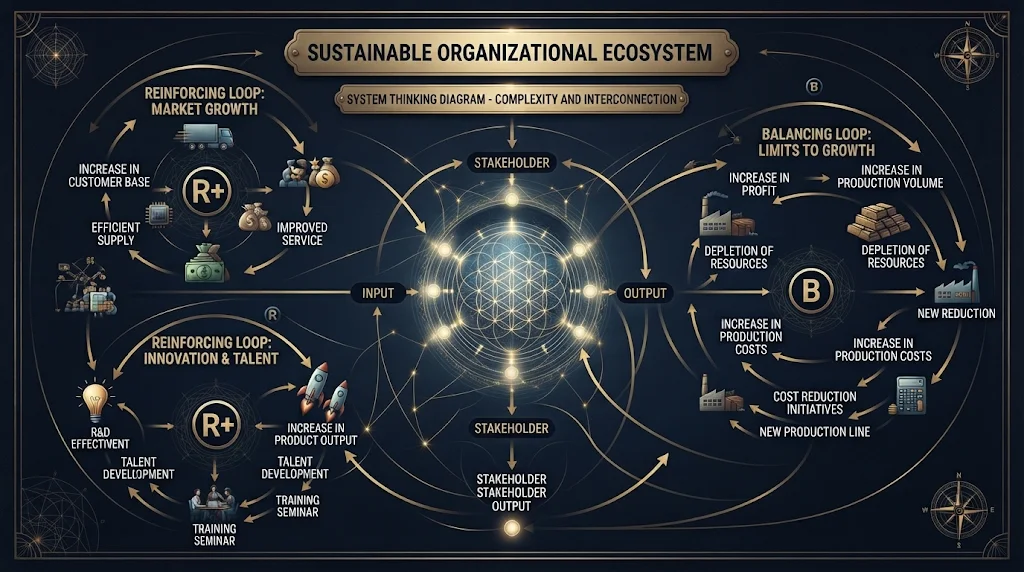 SUSTAINABLE ORGANIZATIONAL ECOSYSTEM
SYSTEM THINKING DIAGRAM - COMPLEXITY AND INTERCONNECTION
REINFORCING LOOP:
MARKET GROWTH
INCREASE IN
CUSTOMER BASE
R+
EFFICIENT
SUPPLY
IMPROVED
SERVICE
STAKEHOLDER
INPUT
OUTPUT
STAKEHOLDER
STAKEHOLDER
STAKEHOLDER
OUTPUT
R
REINFORCING LOOP:
INNOVATION & TALENT
R+
R&D
EFFECTIVENT
INCREASE IN
PRODUCT OUTPUT
TALENT
DEVELOPMENT
TALENT
DEVELOPMENT
TRAINING
SEMINAR
TRAINING
SEMINAR
B
BALANCING LOOP:
LIMITS TO GROWTH
INCREASE IN
PROFIT
INCREASE IN
PRODUCTION VOLUME
DEPLETION OF
RESOURCES
DEPLETION OF
RESOURCES
B
NEW REDUCTION
INCREASE IN
PRODUCTION
COSTS
INCREASE IN
PRODUCTION COSTS
COST REDUCTION
INITIATIVES
NEW PRODUCTION LINE
N
W
E
S
N
W
E
S